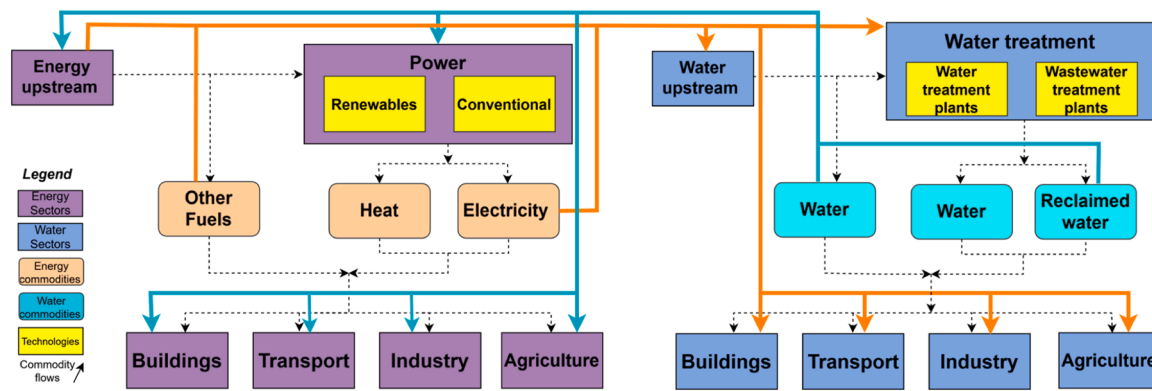 Energy
upstream
Power
Renewables
Conventional
Water
upstream
Water treatment
Water
treatment
plants
Wastewater
treatment
plants
Legend
Energy
Sectors
Water
Sectors
Energy
commodities
Water
commodities
Technologies
Commodity
flows
Other
Fuels
Heat
Electricity
Water
Water
Reclaimed
water
Buildings
Transport
Industry
Agriculture
Buildings
Transport
Industry
Agriculture